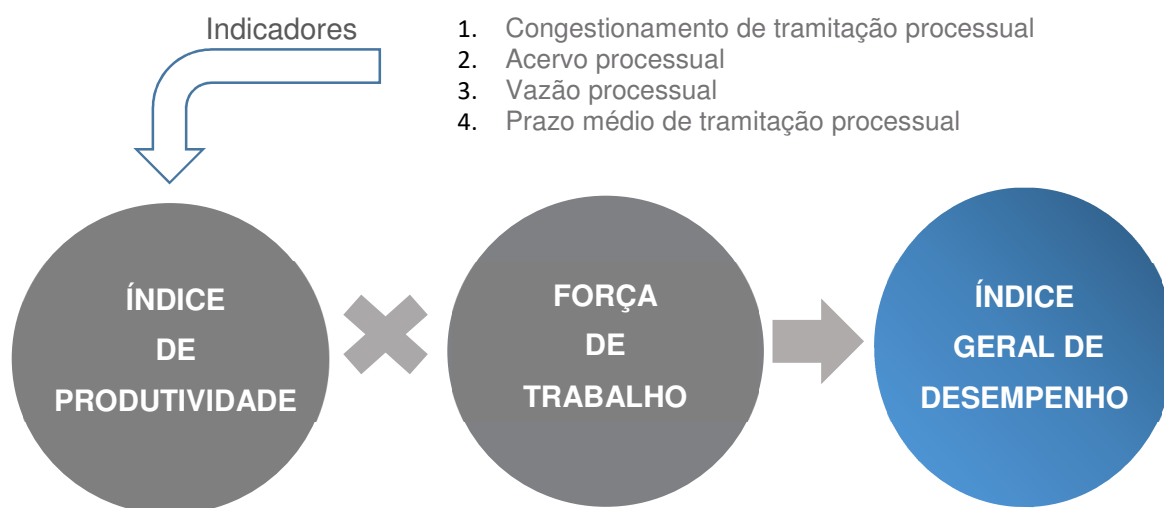 Indicadores
1. Congestionamento de tramitação processual
2. Acervo processual
3. Vazão processual
4. Prazo médio de tramitação processual
ÍNDICE
DE
PRODUTIVIDADE
FORÇA
DE
TRABALHO
ÍNDICE
GERAL DE
DESEMPENHO